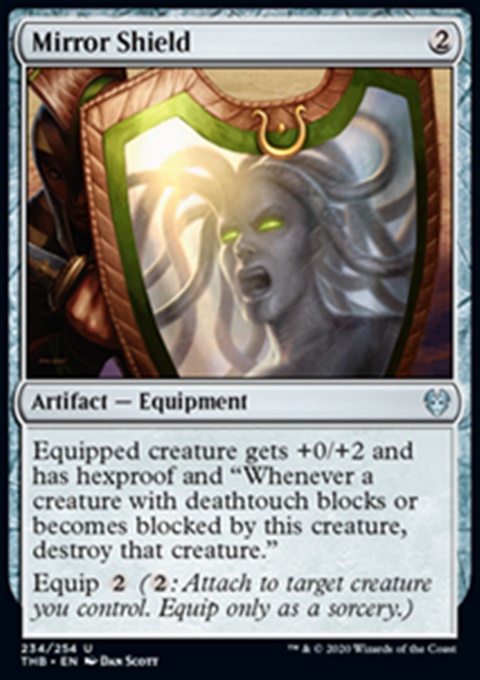 Mirror Shield 2
Artifact — Equipment
Equipped creature gets +0/+2 and
has hexproof and “Whenever a
creature with deathtouch blocks or
becomes blocked by this creature,
destroy that creature.”
Equip 2 (2: Attach to target creature
you control. Equip only as a sorcery.)
234/254 U
THB • EN Dan Scott
™ & © 2020 Wizards of the Coast